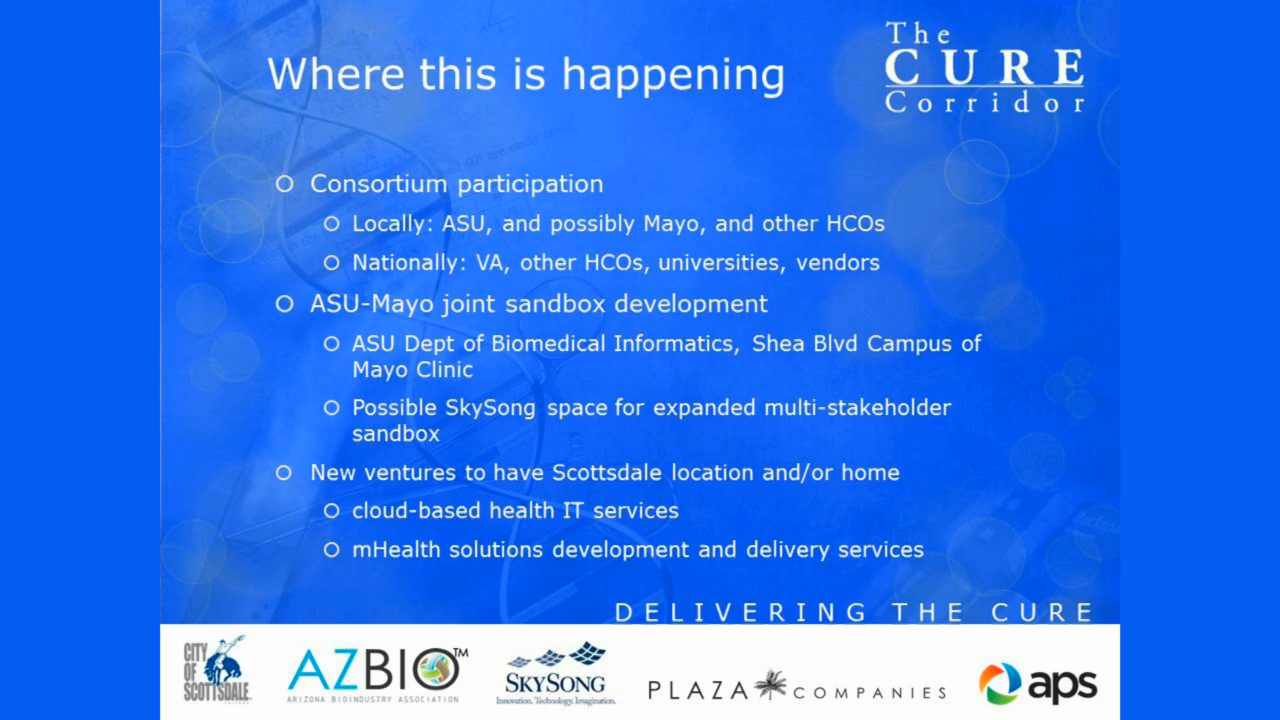 The
CURE
Corridor
Where this is happening
Consortium participation
Locally: ASU, and possibly Mayo, and other HCOs
Nationally: VA, other HCOs, universities, vendors
ASU-Mayo joint sandbox development
ASU Dept of Biomedical Informatics, Shea Blvd Campus of
Mayo Clinic
Possible SkySong space for expanded multi-stakeholder
sandbox
New ventures to have Scottsdale location and/or home
cloud-based health IT services
mHealth solutions development and delivery services
DELIVERING THE CURE
CITY
OF
SCOTTSDALE
AZBIO™
ARIZONA BIOINDUSTRY ASSOCIATION
SKYSONG
Innovation. Technology. Imagination.
PLAZA COMPANIES
aps